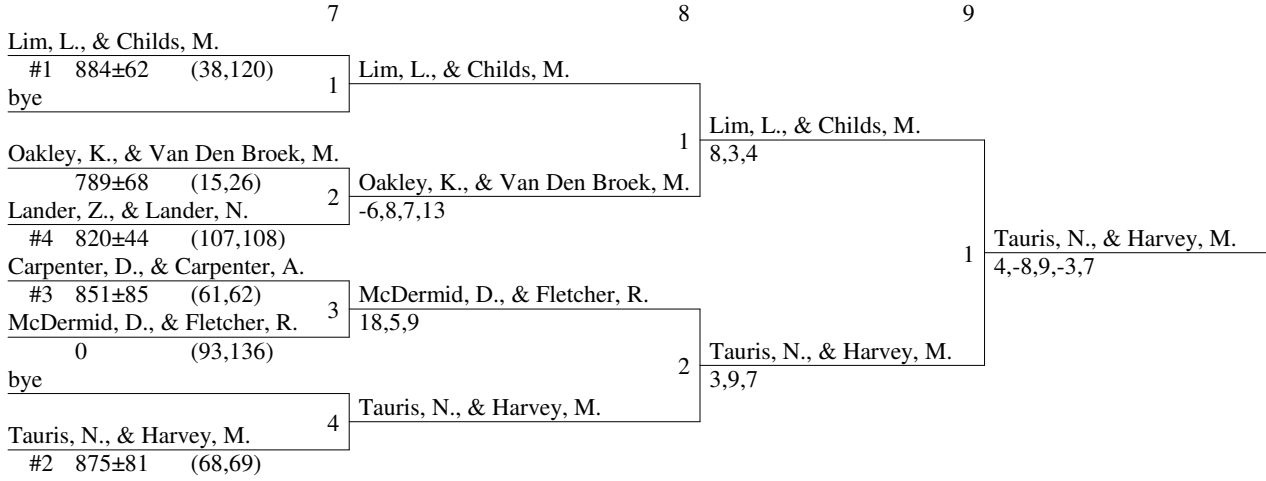 7 8 9
Lim, L., & Childs, M.
#1 884±62 (38,120)
1 Lim, L., & Childs, M.
bye
1 Lim, L., & Childs, M.
8,3,4
Oakley, K., & Van Den Broek, M.
789±68 (15,26)
2 Oakley, K., & Van Den Broek, M.
-6,8,7,13
Lander, Z., & Lander, N.
#4 820±44 (107,108)
1 Tauris, N., & Harvey, M.
4,-8,9,-3,7
Carpenter, D., & Carpenter, A.
#3 851±85 (61,62)
3 McDermid, D., & Fletcher, R.
18,5,9
McDermid, D., & Fletcher, R.
0 (93,136)
2 Tauris, N., & Harvey, M.
3,9,7
bye
4 Tauris, N., & Harvey, M.
Tauris, N., & Harvey, M.
#2 875±81 (68,69)